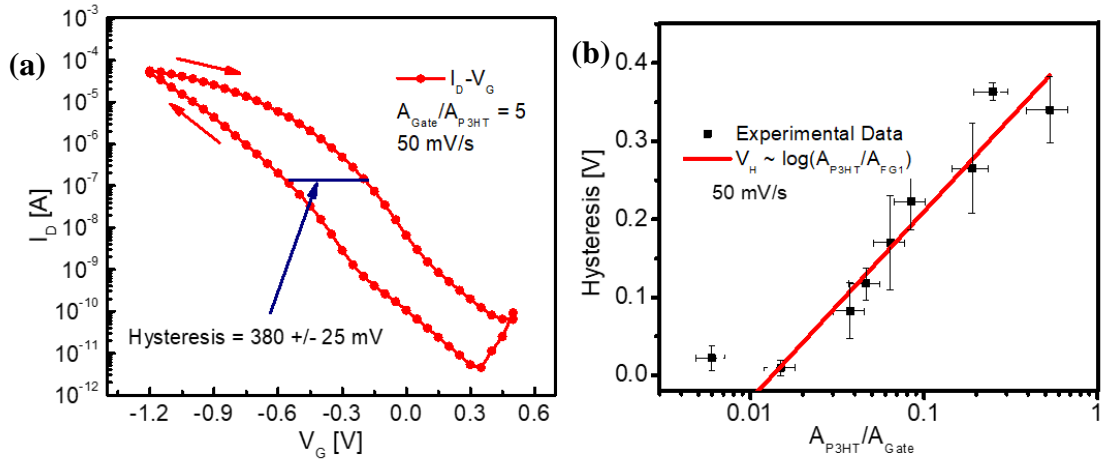 (a)
10^-3
10^-4
10^-5
10^-6
10^-7
10^-8
10^-9
10^-10
10^-11
10^-12
I_D [A]
I_D-V_G
A_Gate/A_P3HT = 5
50 mV/s
Hysteresis = 380 +/- 25 mV
-1.2 -0.9 -0.6 -0.3 0.0 0.3 0.6
V_G [V]
(b)
0.4
0.3
0.2
0.1
0.0
Hysteresis [V]
Experimental Data
V_H ~ log(A_P3HT/A_FG1)
50 mV/s
0.01 0.1 1
A_P3HT/A_Gate